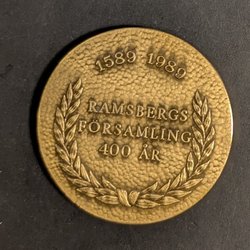 1589-1989
RAMSBERGS
FÖRSAMLING
400 ÅR